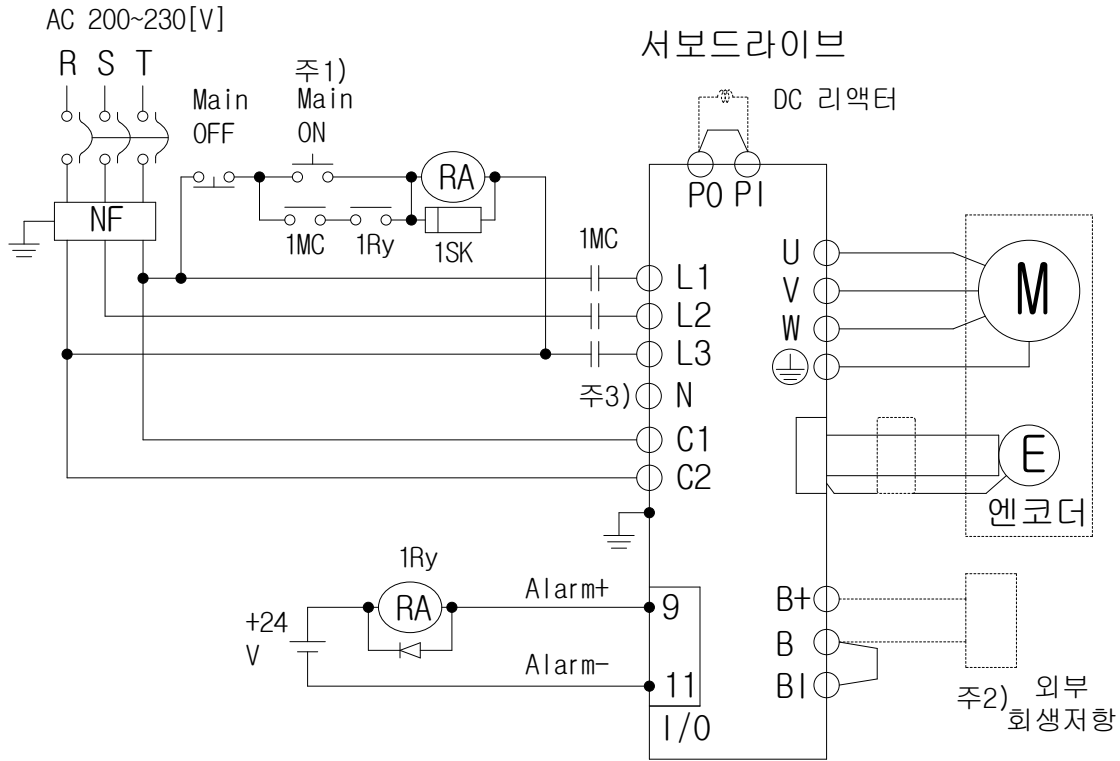 AC 200~230[V]
R S T
서보드라이브
주1)
Main
ON
Main
OFF
DC 리액터
RA
PO PI
NF
1MC
1Ry
1SK
1MC
U
V
W
M
L1
L2
L3
주3)
N
C1
C2
E
엔코더
1Ry
RA
+24
V
Alarm+
Alarm-
9
11
I/O
B+
B
BI
주2)
외부
회생저항